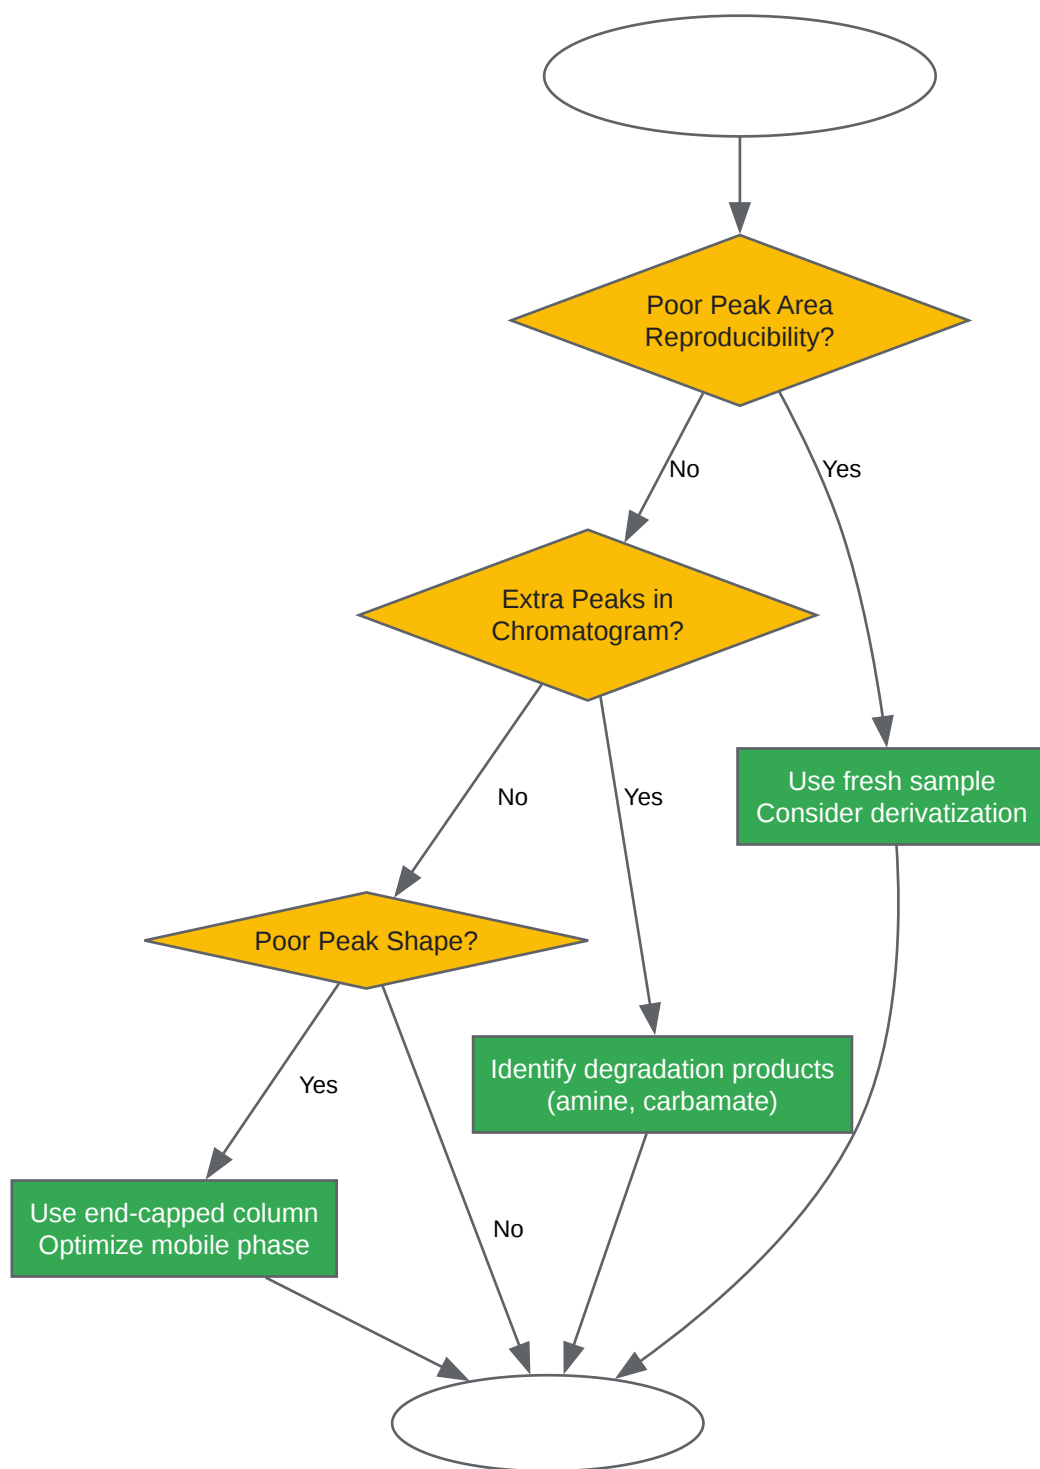 Poor Peak Area
Reproducibility?
No
Yes
Extra Peaks in
Chromatogram?
No
Yes
Use fresh sample
Consider derivatization
Poor Peak Shape?
Identify degradation products
(amine, carbamate)
Yes
Use end-capped column
Optimize mobile phase
No